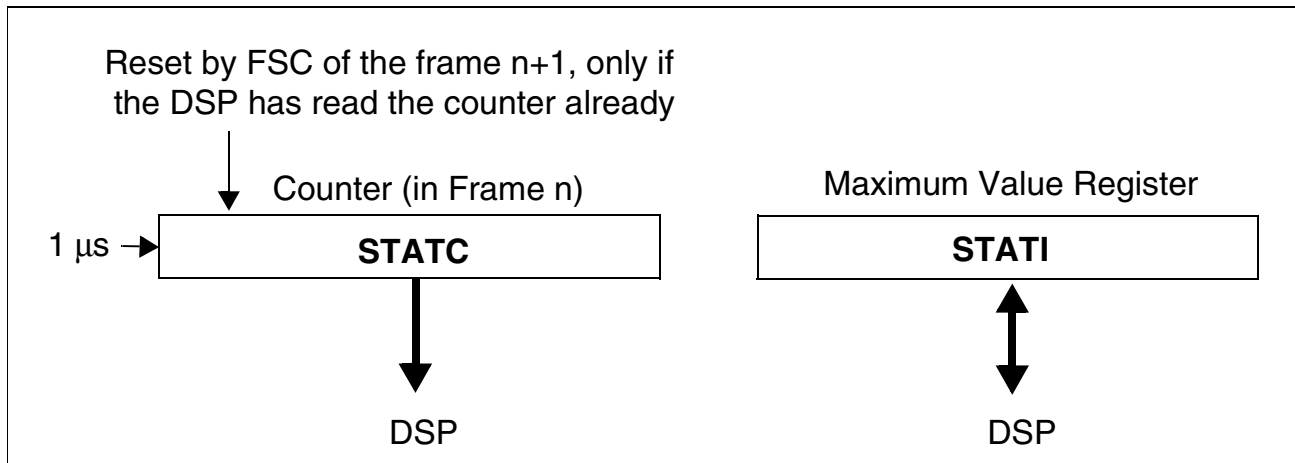 Reset by FSC of the frame n+1, only if
the DSP has read the counter already
Counter (in Frame n)
Maximum Value Register
1 μs
STATC
STATI
DSP
DSP